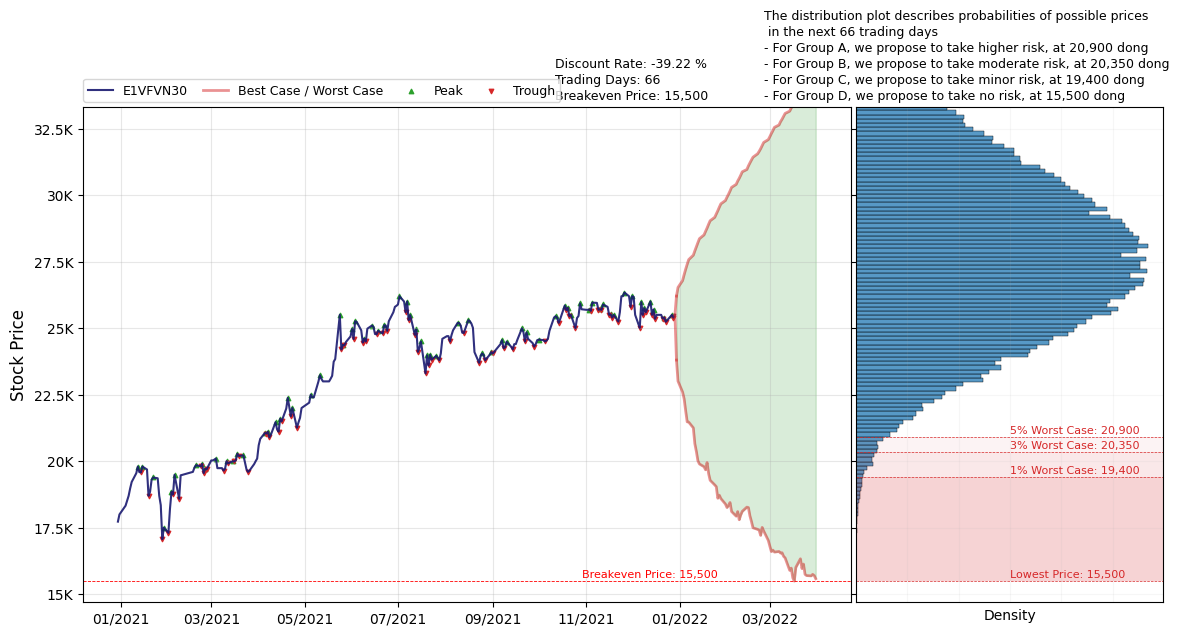 The distribution plot describes probabilities of possible prices
in the next 66 trading days
- For Group A, we propose to take higher risk, at 20,900 dong
- For Group B, we propose to take moderate risk, at 20,350 dong
- For Group C, we propose to take minor risk, at 19,400 dong
- For Group D, we propose to take no risk, at 15,500 dong
Discount Rate: -39.22 %
Trading Days: 66
Breakeven Price: 15,500
E1VFVN30
Best Case / Worst Case
Peak
Trough
Stock Price
32.5K
30K
27.5K
25K
22.5K
20K
17.5K
15K
Breakeven Price: 15,500
01/2021
03/2021
05/2021
07/2021
09/2021
11/2021
01/2022
03/2022
5% Worst Case: 20,900
3% Worst Case: 20,350
1% Worst Case: 19,400
Lowest Price: 15,500
Density